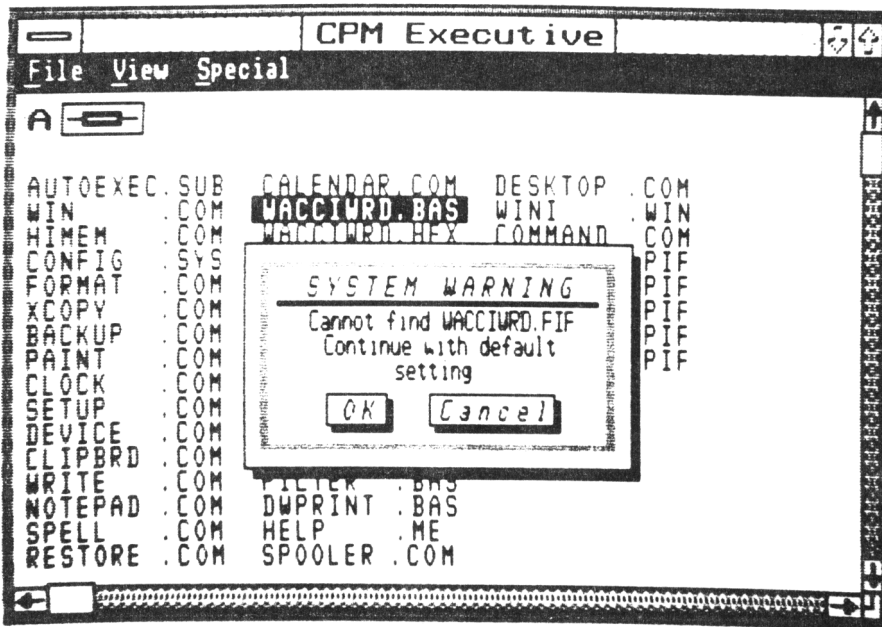 CPM Executive
File View Special
A
AUTOEXEC.SUB CALENDAR.COM DESKTOP .COM
WIN .COM WACCIWRD.BAS WINI .WIN
HIMEM .COM WACCIWRD.HEX COMMAND .COM
CONFIG .SYS .PIF
FORMAT .COM .PIF
XCOPY .COM .PIF
BACKUP .COM .PIF
PAINT .COM .PIF
CLOCK .COM
SETUP .COM
DEVICE .COM
CLIPBRD .COM
WRITE .COM FILTER .BAS
NOTEPAD .COM DWPRINT .BAS
SPELL .COM HELP .ME
RESTORE .COM SPOOLER .COM
SYSTEM WARNING
Cannot find WACCIWRD.FIF
Continue with default
setting
OK Cancel